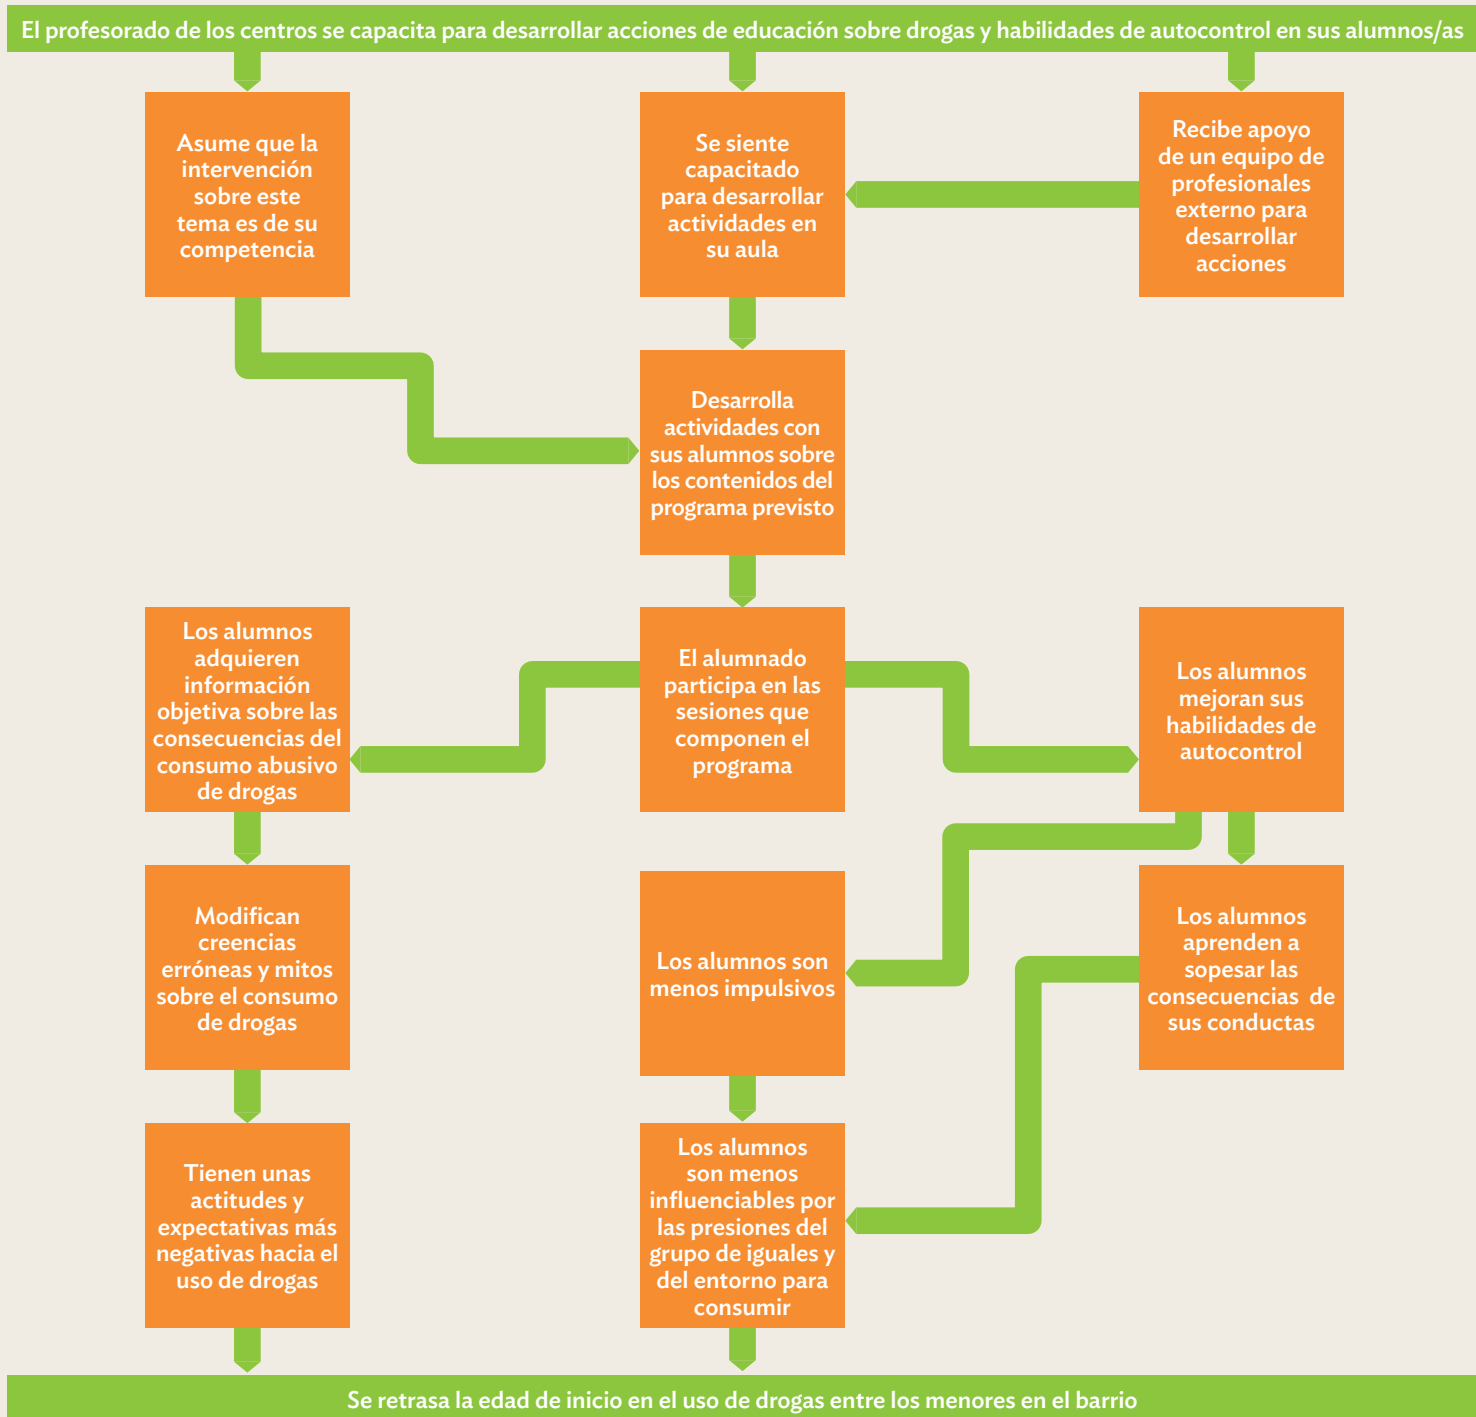 El profesorado de los centros se capacita para desarrollar acciones de educación sobre drogas y habilidades de autocontrol en sus alumnos/as
Asume que la
intervención
sobre este
tema es de su
competencia
Se siente
capacitado
para desarrollar
actividades en
su aula
Recibe apoyo
de un equipo de
profesionales
externo para
desarrollar
acciones
Desarrolla
actividades con
sus alumnos sobre
los contenidos del
programa previsto
Los alumnos
adquieren
información
objetiva sobre las
consecuencias del
consumo abusivo
de drogas
El alumnado
participa en las
sesiones que
componen el
programa
Los alumnos
mejoran sus
habilidades de
autocontrol
Modifican
creencias
erróneas y mitos
sobre el consumo
de drogas
Los alumnos son
menos impulsivos
Los alumnos
aprenden a
sopesar las
consecuencias de
sus conductas
Tienen unas
actitudes y
expectativas más
negativas hacia el
uso de drogas
Los alumnos
son menos
influenciables por
las presiones del
grupo de iguales y
del entorno para
consumir
Se retrasa la edad de inicio en el uso de drogas entre los menores en el barrio